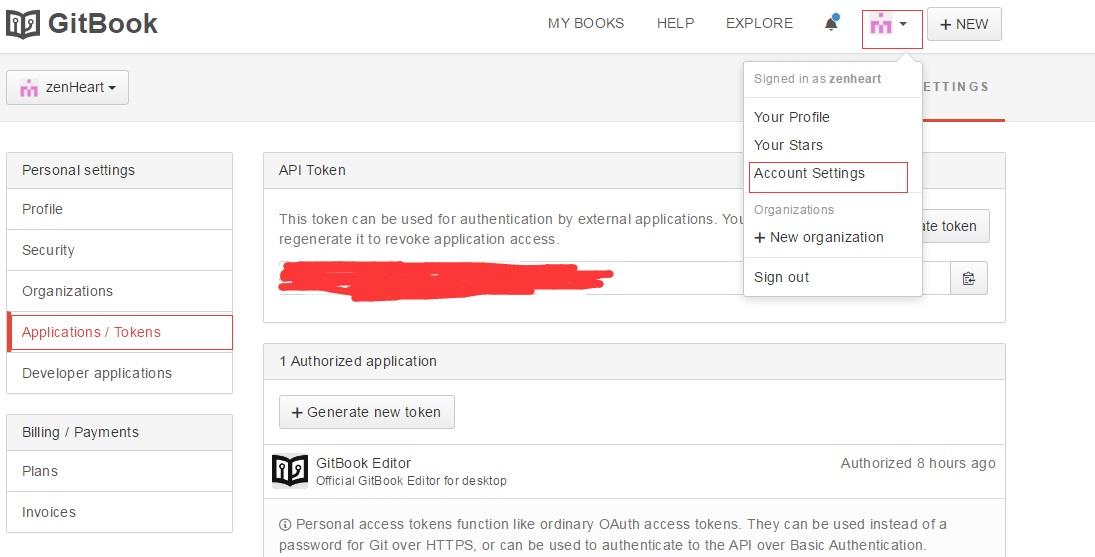 GitBook
MY BOOKS HELP EXPLORE + NEW
zenHeart
ETTINGS
Signed in as zenheart
Your Profile
Your Stars
Account Settings
Organizations
+ New organization
Sign out
Personal settings
Profile
Security
Organizations
Applications / Tokens
Developer applications
Billing / Payments
Plans
Invoices
API Token
This token can be used for authentication by external applications. You
regenerate it to revoke application access.
token
1 Authorized application
+ Generate new token
GitBook Editor
Official GitBook Editor for desktop
Authorized 8 hours ago
Personal access tokens function like ordinary OAuth access tokens. They can be used instead of a
password for Git over HTTPS, or can be used to authenticate to the API over Basic Authentication.